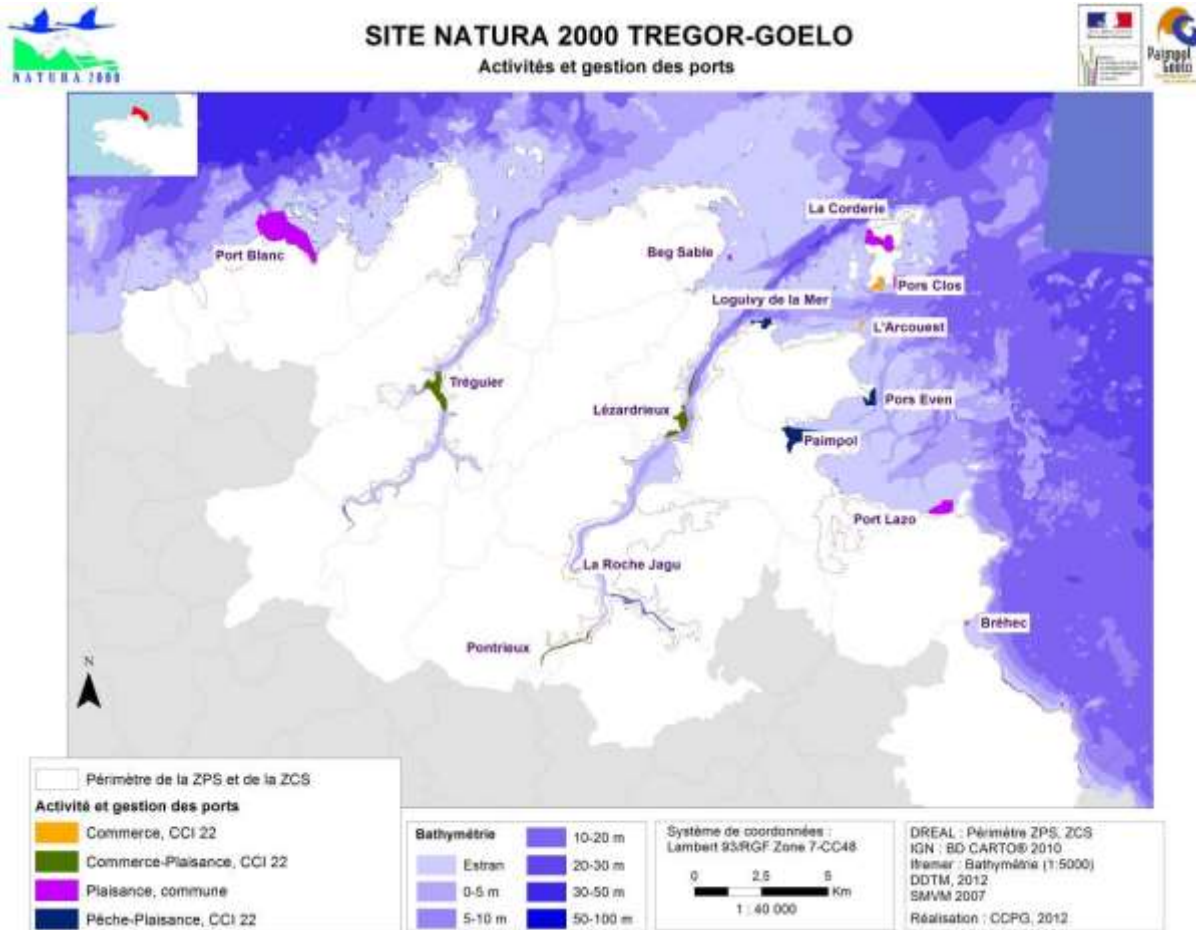 NATURA 2000
SITE NATURA 2000 TREGOR-GOELO
Activités et gestion des ports
Paimpol
Goëlo
La Corderie
Port Blanc
Beg Sable
Pors Clos
Loguivy de la Mer
L'Arcouest
Tréguier
Pors Even
Lézardrieux
Paimpol
Port Lazo
La Roche Jagu
Bréhec
Pontrieux
N
Périmètre de la ZPS et de la ZCS
Activité et gestion des ports
Commerce, CCI 22
Commerce-Plaisance, CCI 22
Plaisance, commune
Pêche-Plaisance, CCI 22
Bathymétrie
Estran
0-5 m
5-10 m
10-20 m
20-30 m
30-50 m
50-100 m
Système de coordonnées :
Lambert 93/RGF Zone 7-CC48
0 2,5 5
Km
1 : 40 000
DREAL : Périmètre ZPS, ZCS
IGN : BD CARTO® 2010
Ifremer : Bathymétrie (1:5000)
DDTM, 2012
SMVM 2007
Réalisation : CCPG, 2012